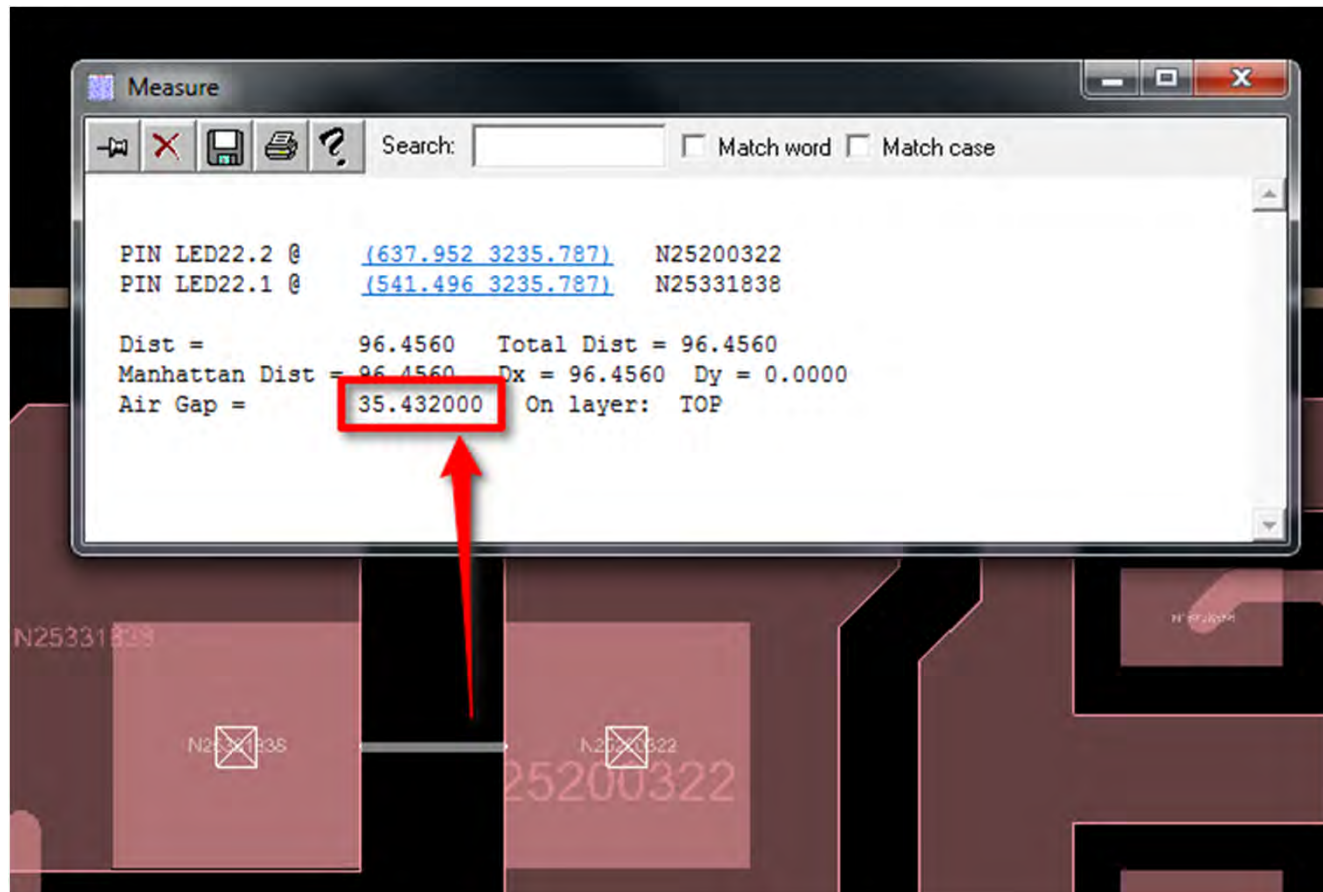 Measure
Search: Match word Match case
PIN LED22.2 @ (637.952 3235.787) N25200322
PIN LED22.1 @ (541.496 3235.787) N25331838
Dist = 96.4560 Total Dist = 96.4560
Manhattan Dist = 96.4560 Dx = 96.4560 Dy = 0.0000
Air Gap = 35.432000 On layer: TOP
25200322